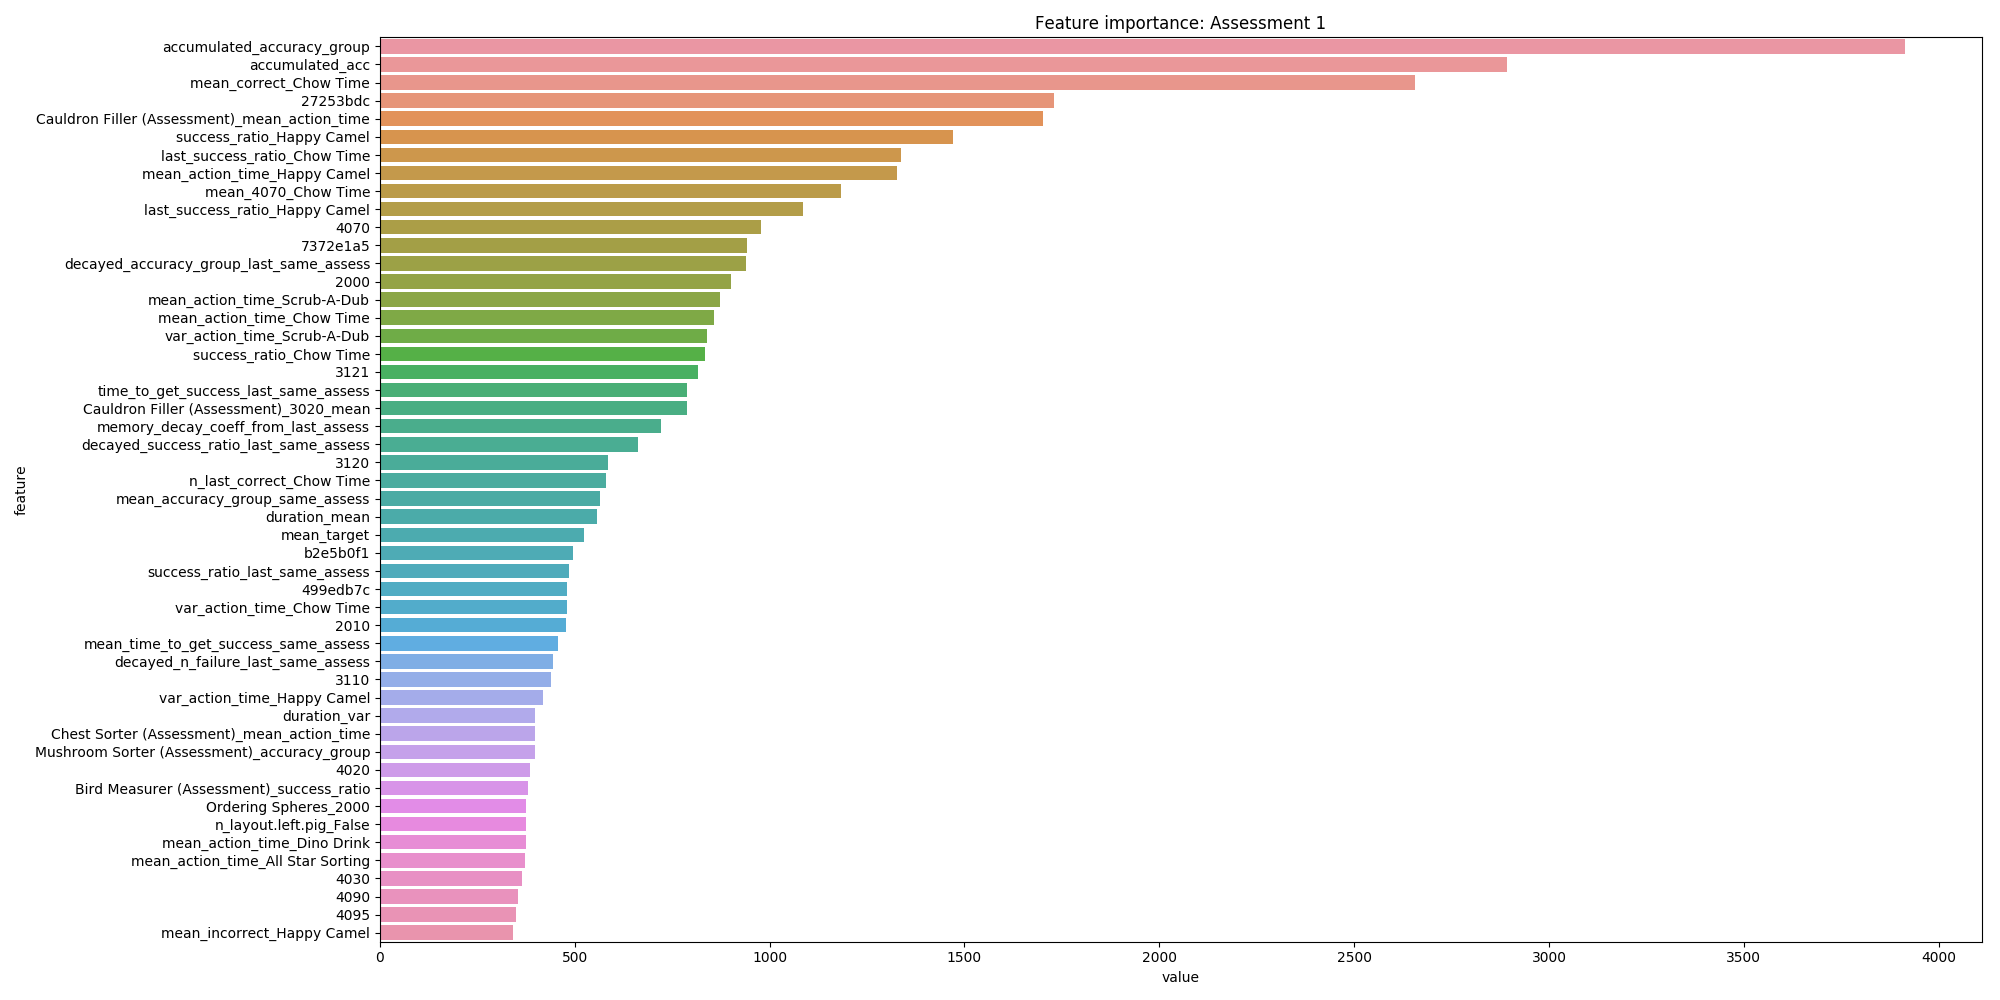 Feature importance: Assessment 1
accumulated_accuracy_group
accumulated_acc
mean_correct_Chow Time
27253bdc
Cauldron Filler (Assessment)_mean_action_time
success_ratio_Happy Camel
last_success_ratio_Chow Time
mean_action_time_Happy Camel
mean_4070_Chow Time
last_success_ratio_Happy Camel
4070
7372e1a5
decayed_accuracy_group_last_same_assess
2000
mean_action_time_Scrub-A-Dub
mean_action_time_Chow Time
var_action_time_Scrub-A-Dub
success_ratio_Chow Time
3121
time_to_get_success_last_same_assess
Cauldron Filler (Assessment)_3020_mean
memory_decay_coeff_from_last_assess
decayed_success_ratio_last_same_assess
3120
n_last_correct_Chow Time
mean_accuracy_group_same_assess
duration_mean
mean_target
b2e5b0f1
success_ratio_last_same_assess
499edb7c
var_action_time_Chow Time
2010
mean_time_to_get_success_same_assess
decayed_n_failure_last_same_assess
3110
var_action_time_Happy Camel
duration_var
Chest Sorter (Assessment)_mean_action_time
Mushroom Sorter (Assessment)_accuracy_group
4020
Bird Measurer (Assessment)_success_ratio
Ordering Spheres_2000
n_layout.left.pig_False
mean_action_time_Dino Drink
mean_action_time_All Star Sorting
4030
4090
4095
mean_incorrect_Happy Camel
feature
0 500 1000 1500 2000 2500 3000 3500 4000
value